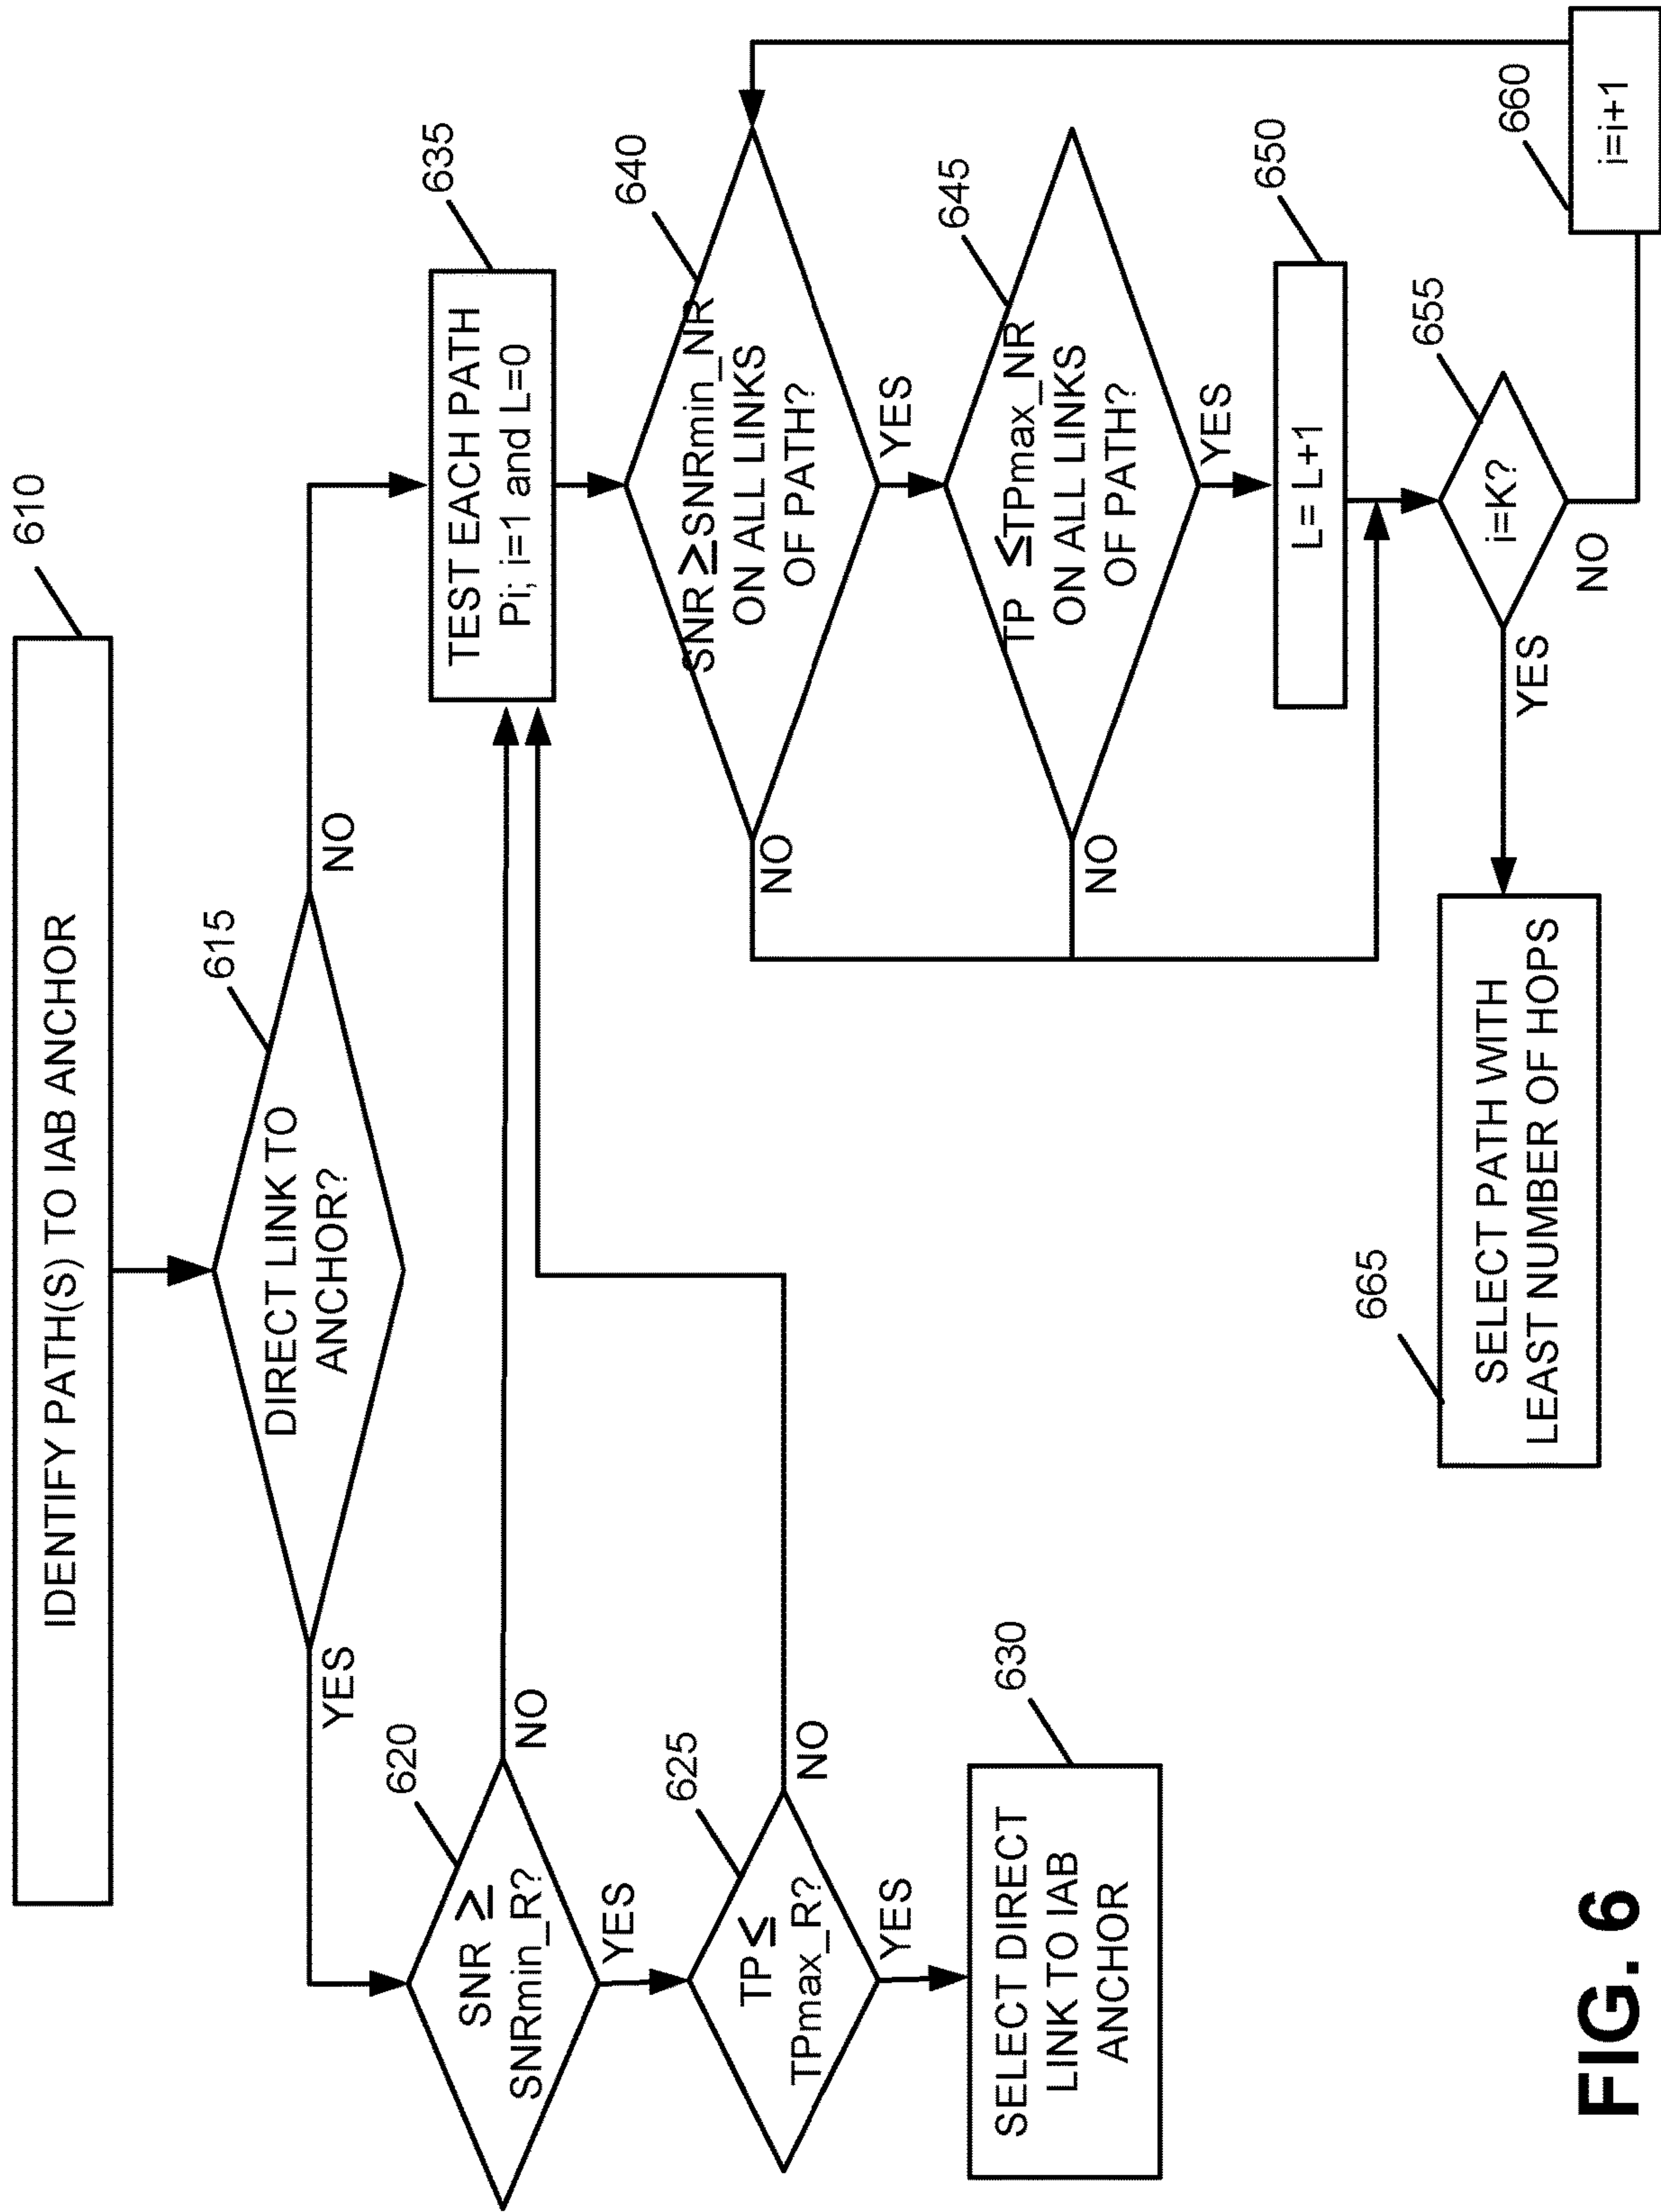 610
IDENTIFY PATH(S) TO IAB ANCHOR
615
DIRECT LINK TO
ANCHOR?
YES
NO
620
SNR ≥
SNRmin_R?
NO
YES
625
TP ≤
TPmax_R?
NO
YES
630
SELECT DIRECT
LINK TO IAB
ANCHOR
635
TEST EACH PATH
Pi; i=1 and L=0
640
SNR ≥SNRmin_NR
ON ALL LINKS
OF PATH?
NO
YES
645
TP ≤TPmax_NR
ON ALL LINKS
OF PATH?
NO
YES
650
L= L+1
655
i=K?
YES
NO
660
i=i+1
665
SELECT PATH WITH
LEAST NUMBER OF HOPS
FIG. 6